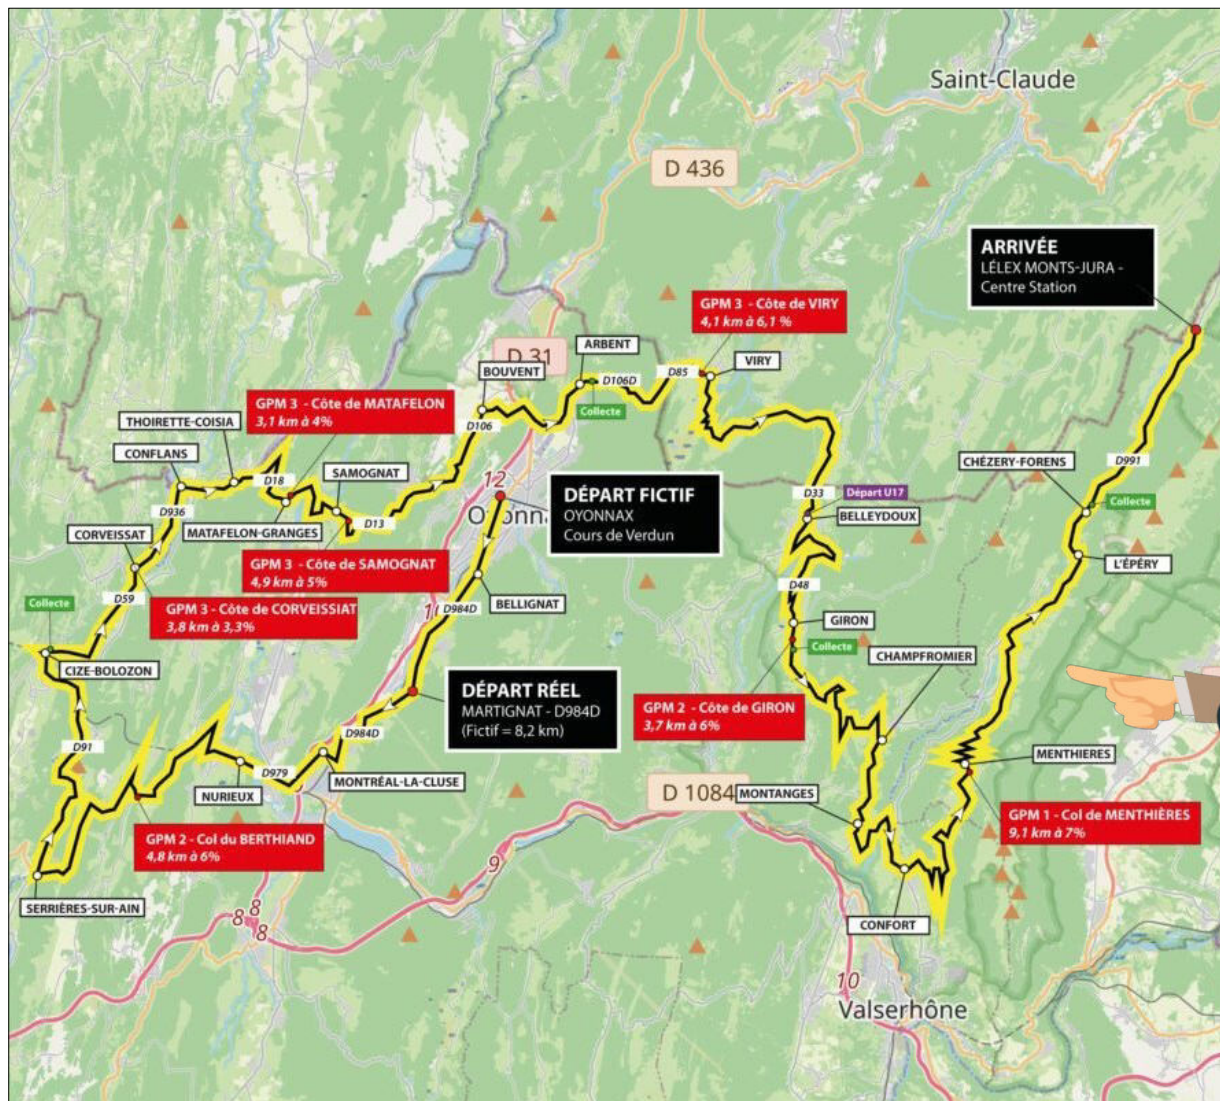 Saint-Claude
D 436
ARRIVÉE
LÉLEX MONTS-JURA -
Centre Station
GPM 3 - Côte de VIRY
4,1 km à 6,1 %
D 31
ARBENT
BOUVENT
D106D
D85
VIRY
Collecte
GPM 3 - Côte de MATAFELON
3,1 km à 4%
THOIRETTE-COISIA
D106
CONFLANS
SAMOGNAT
CHÉZERY-FORENS
D991
D18
12
DÉPART FICTIF
OYONNAX
Cours de Verdun
Départ U17
D33
Collecte
D936
MATAFELON-GRANGES
D13
BELLEYDOUX
CORVEISSAT
GPM 3 - Côte de SAMOGNAT
4,9 km à 5%
L'ÉPÉRY
BELLIGNAT
D48
Collecte
D59
GPM 3 - Côte de CORVEISSIAT
3,8 km à 3,3%
D984D
GIRON
Collecte
CHAMPFROMIER
CIZE-BOLOZON
DÉPART RÉEL
MARTIGNAT - D984D
(Fictif = 8,2 km)
GPM 2 - Côte de GIRON
3,7 km à 6%
D984D
D91
MENTHIERES
D979
MONTRÉAL-LA-CLUSE
NURIEUX
D 1084
MONTANGES
GPM 1 - Col de MENTHIÈRES
9,1 km à 7%
GPM 2 - Col du BERTHIAND
4,8 km à 6%
9
SERRIÈRES-SUR-AIN
8
8
8
CONFORT
10
Valserhône